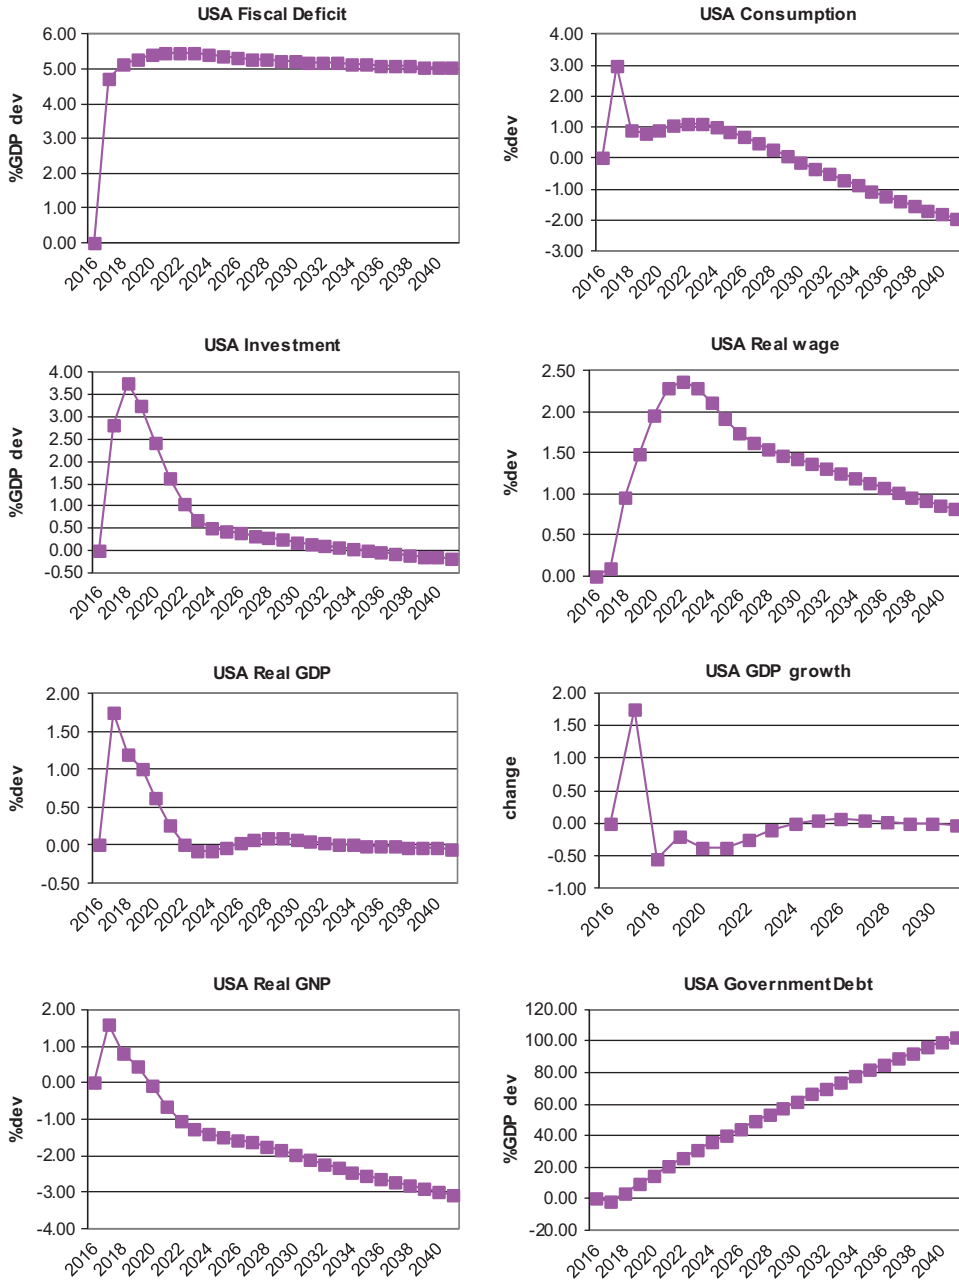 USA Fiscal Deficit
%GDP dev
6.00
5.00
4.00
3.00
2.00
1.00
0.00
2016 2018 2020 2022 2024 2026 2028 2030 2032 2034 2036 2038 2040
USA Consumption
%dev
4.00
3.00
2.00
1.00
0.00
-1.00
-2.00
-3.00
2016 2018 2020 2022 2024 2026 2028 2030 2032 2034 2036 2038 2040
USA Investment
%GDP dev
4.00
3.50
3.00
2.50
2.00
1.50
1.00
0.50
0.00
-0.50
2016 2018 2020 2022 2024 2026 2028 2030 2032 2034 2036 2038 2040
USA Real wage
%dev
2.50
2.00
1.50
1.00
0.50
0.00
2016 2018 2020 2022 2024 2026 2028 2030 2032 2034 2036 2038 2040
USA Real GDP
%dev
2.00
1.50
1.00
0.50
0.00
-0.50
2016 2018 2020 2022 2024 2026 2028 2030 2032 2034 2036 2038 2040
USA GDP growth
change
2.00
1.50
1.00
0.50
0.00
-0.50
-1.00
2016 2018 2020 2022 2024 2026 2028 2030
USA Real GNP
%dev
2.00
1.00
0.00
-1.00
-2.00
-3.00
-4.00
2016 2018 2020 2022 2024 2026 2028 2030 2032 2034 2036 2038 2040
USA Government Debt
%GDP dev
120.00
100.00
80.00
60.00
40.00
20.00
0.00
-20.00
2016 2018 2020 2022 2024 2026 2028 2030 2032 2034 2036 2038 2040